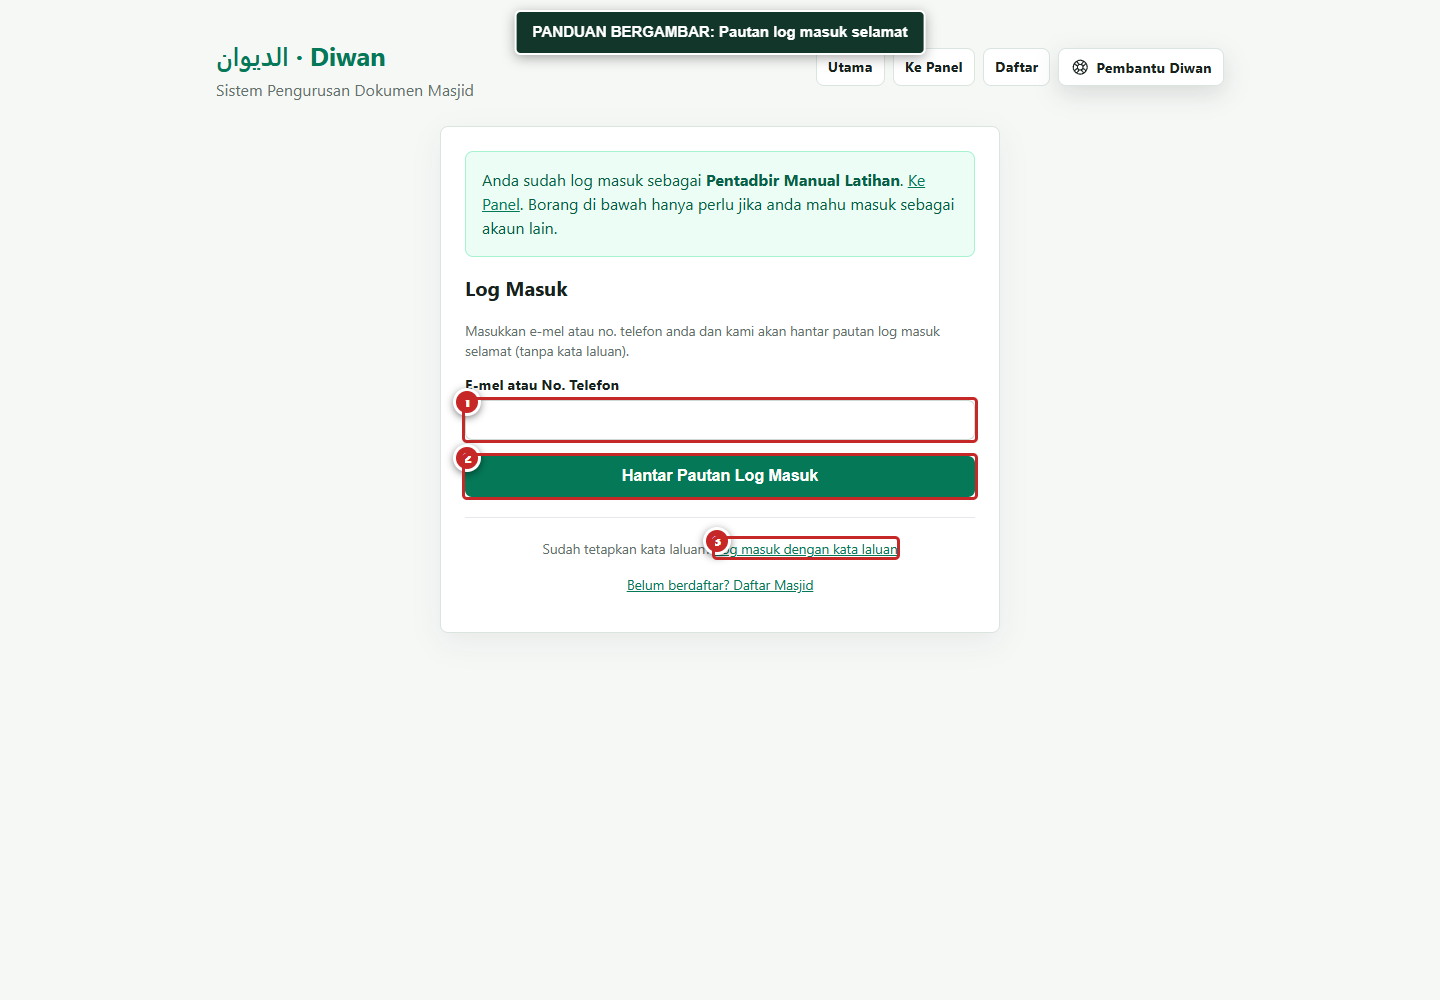 PANDUAN BERGAMBAR: Pautan log masuk selamat
الديوان · Diwan
Sistem Pengurusan Dokumen Masjid
Utama
Ke Panel
Daftar
Pembantu Diwan
Anda sudah log masuk sebagai Pentadbir Manual Latihan. Ke
Panel. Borang di bawah hanya perlu jika anda mahu masuk sebagai
akaun lain.
Log Masuk
Masukkan e-mel atau no. telefon anda dan kami akan hantar pautan log masuk
selamat (tanpa kata laluan).
E-mel atau No. Telefon
1
2
Hantar Pautan Log Masuk
3
Sudah tetapkan kata laluan? Log masuk dengan kata laluan
Belum berdaftar? Daftar Masjid